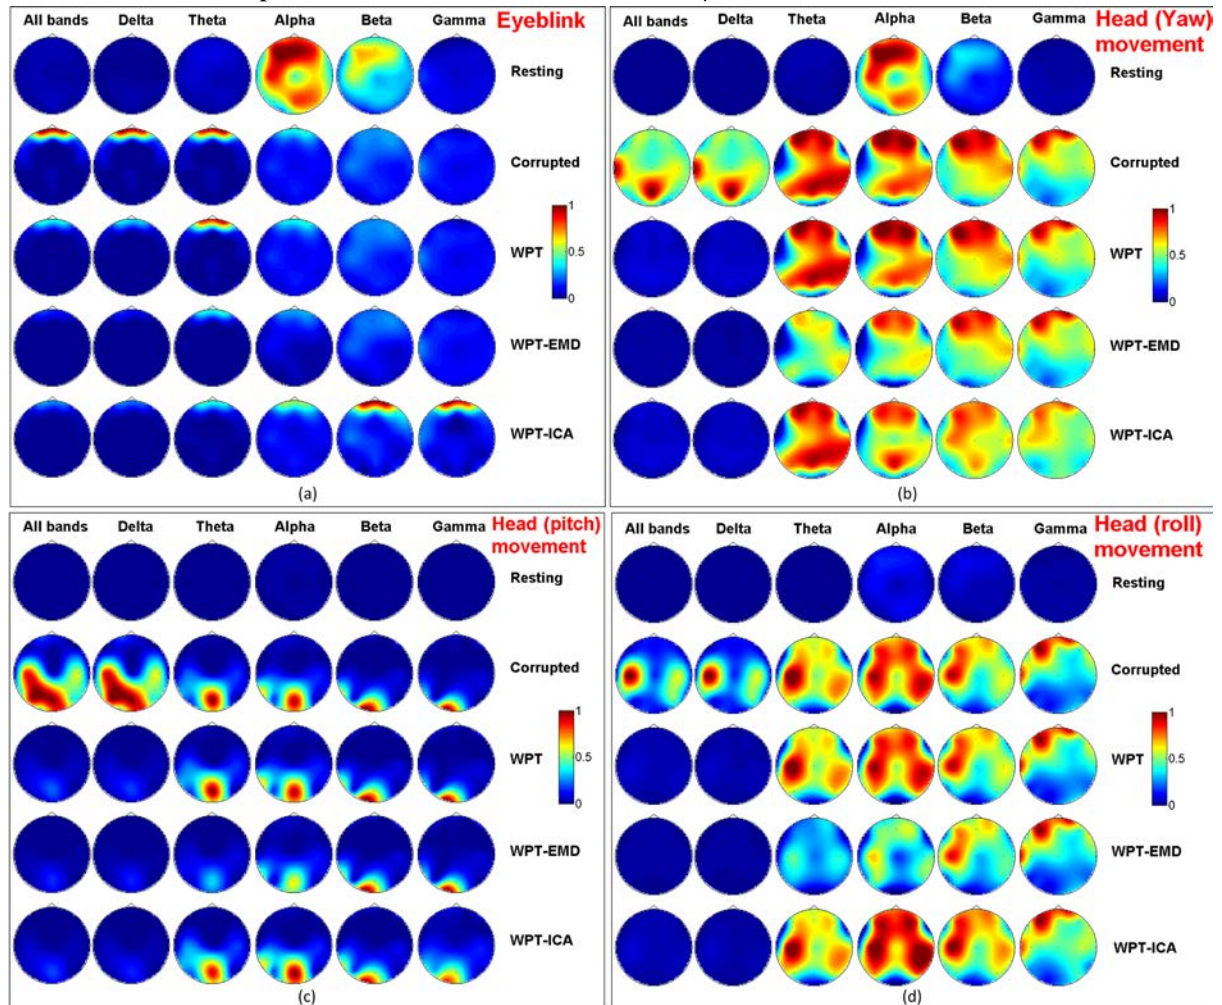 All bands Delta Theta Alpha Beta Gamma Eyeblink
Resting
Corrupted
WPT
WPT-EMD
WPT-ICA
1
0.5
0
(a)
All bands Delta Theta Alpha Beta Gamma Head (Yaw)
movement
Resting
Corrupted
WPT
WPT-EMD
WPT-ICA
1
0.5
0
(b)
All bands Delta Theta Alpha Beta Gamma Head (pitch)
movement
Resting
Corrupted
WPT
WPT-EMD
WPT-ICA
1
0.5
0
(c)
All bands Delta Theta Alpha Beta Gamma Head (roll)
movement
Resting
Corrupted
WPT
WPT-EMD
WPT-ICA
1
0.5
0
(d)